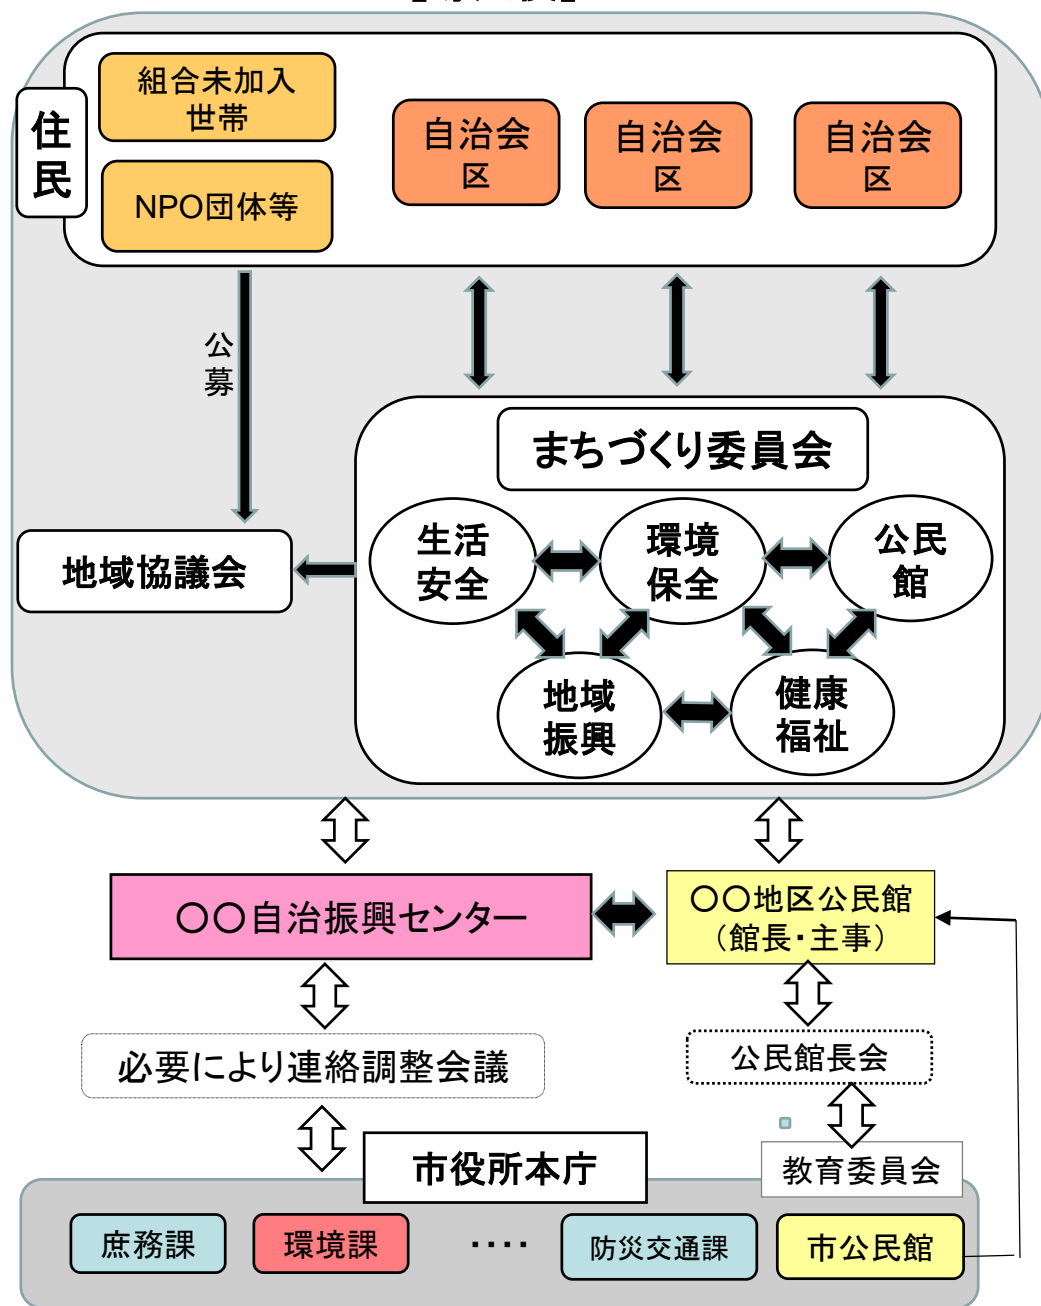 住
民
組合未加入
世帯
NPO団体等
自治会
区
自治会
区
自治会
区
公
募
まちづくり委員会
生活
安全
環境
保全
公民
館
地域
振興
健康
福祉
地域協議会
〇〇自治振興センター
〇〇地区公民館
（館長・主事）
必要により連絡調整会議
公民館長会
市役所本庁
教育委員会
庶務課
環境課
‥‥
防災交通課
市公民館